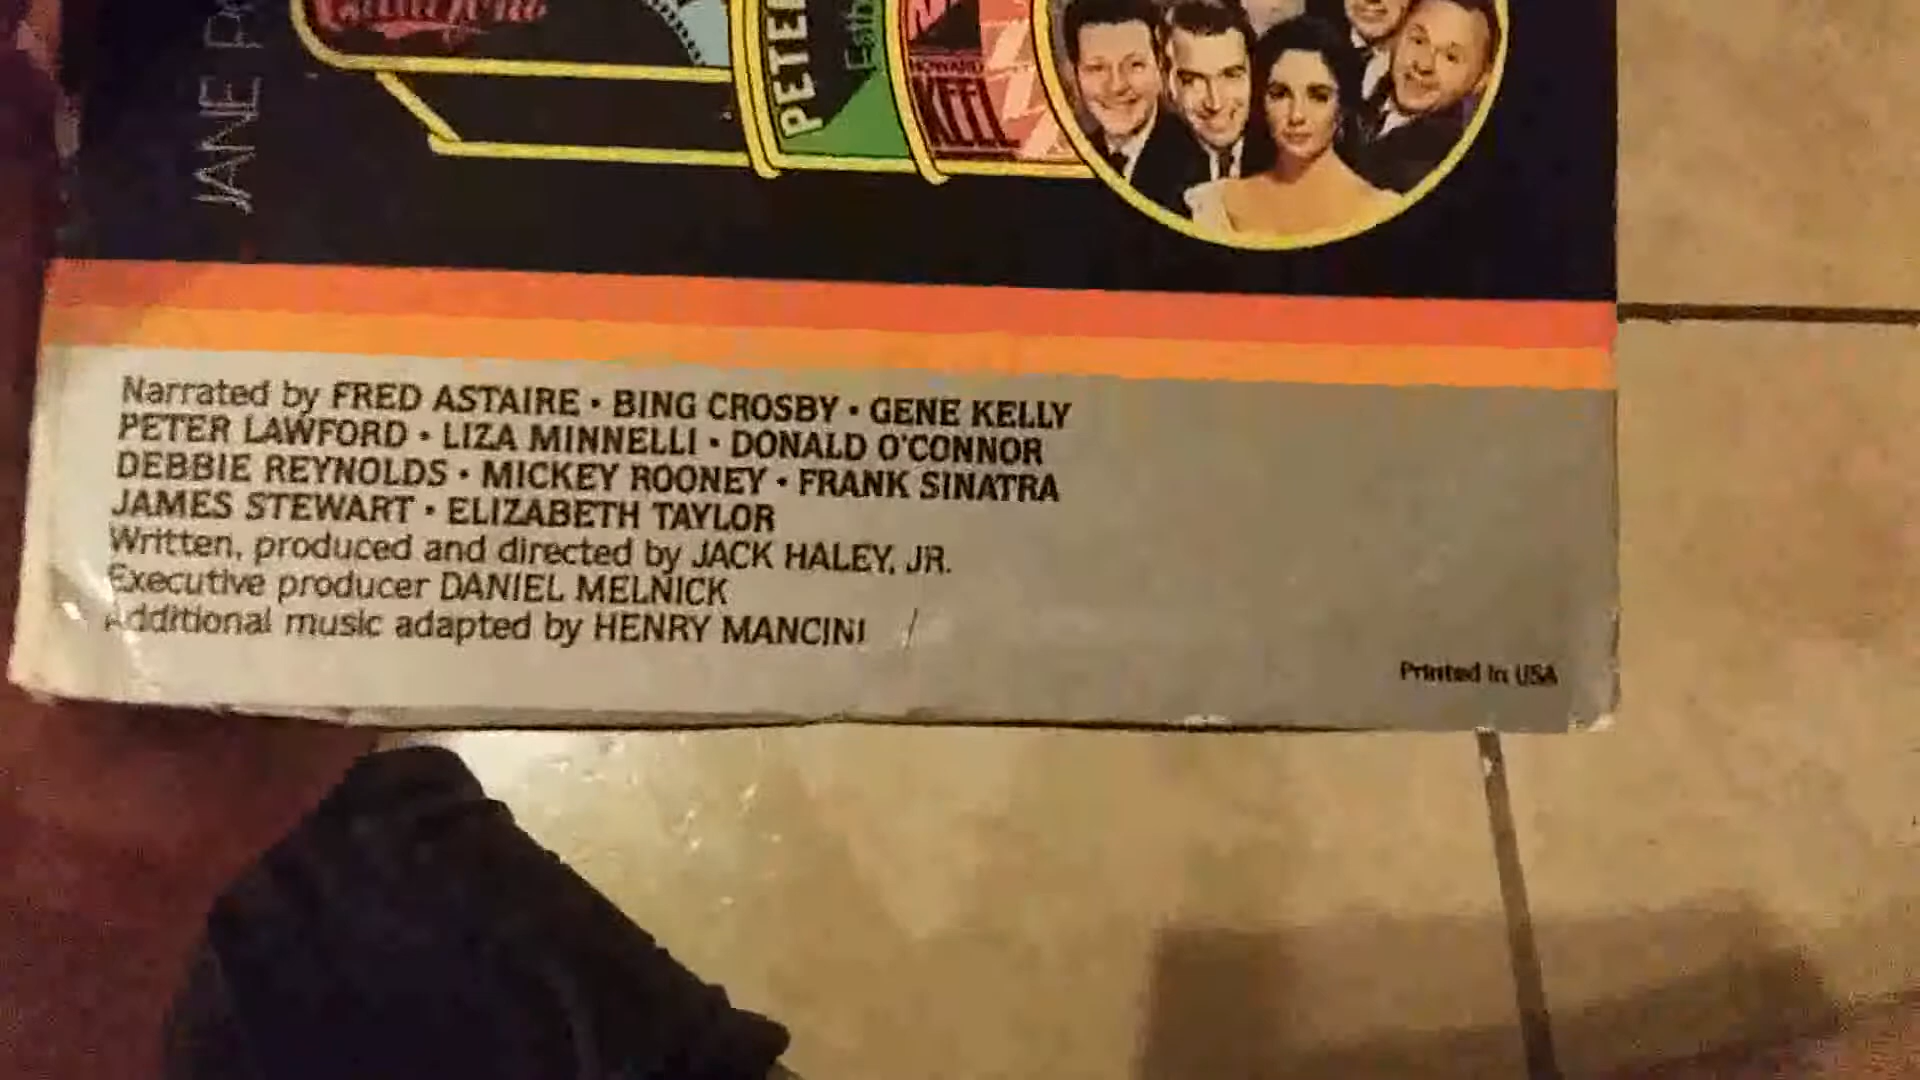 JANE
PETER
HOWARD
KEEL
Narrated by FRED ASTAIRE • BING CROSBY • GENE KELLY
PETER LAWFORD • LIZA MINNELLI • DONALD O'CONNOR
DEBBIE REYNOLDS • MICKEY ROONEY • FRANK SINATRA
JAMES STEWART • ELIZABETH TAYLOR
Written, produced and directed by JACK HALEY, JR.
Executive producer DANIEL MELNICK
Additional music adapted by HENRY MANCINI
Printed in USA